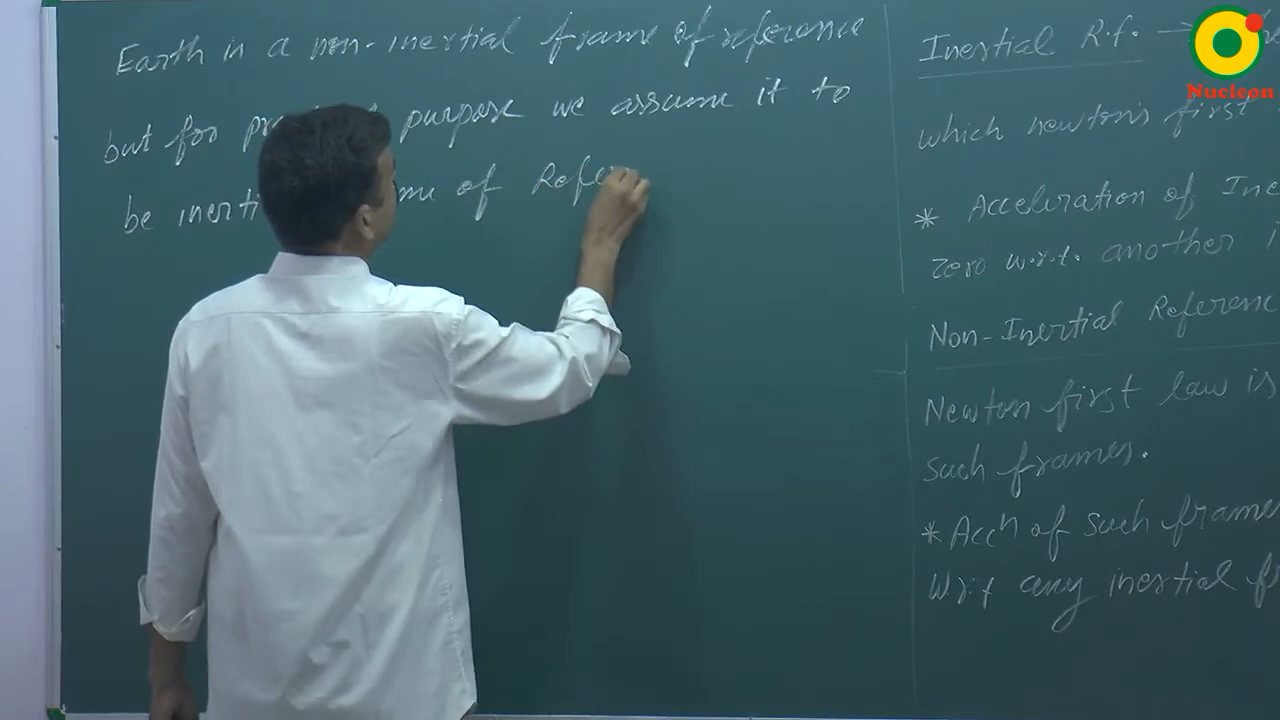 Earth is a non-inertial frame of reference
but for purpose we assume it to
be of Refe
Inertial R.f. →
which newton's first
* Acceleration of Ine
zero w.r.t. another i
Non-Inertial Reference
Newton first law is
such frames.
* Accn of such frame
w.r.t any inertial f
Nucleon